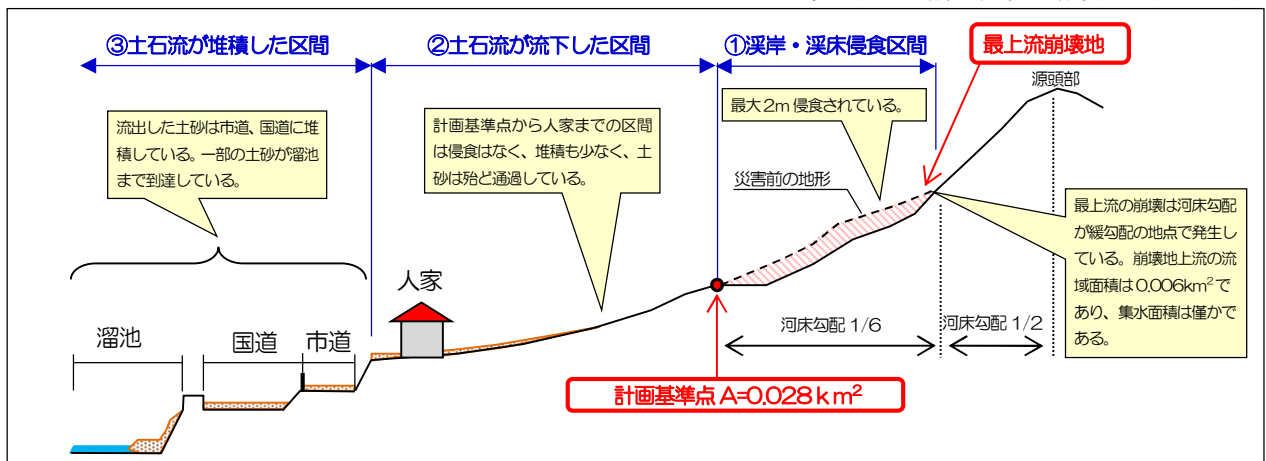 ③土石流が堆積した区間
②土石流が流下した区間
①渓岸・渓床侵食区間
最上流崩壊地
源頭部
流出した土砂は市道、国道に堆
積している。一部の土砂が溜池
まで到達している。
計画基準点から人家までの区間
は侵食はなく、堆積も少なく、土
砂は殆ど通過している。
最大2m侵食されている。
災害前の地形
最上流の崩壊は河床勾配
が緩勾配の地点で発生し
ている。崩壊地上流の流
域面積は0.006km²で
あり、集水面積は僅かで
ある。
人家
溜池
国道
市道
河床勾配 1/6
河床勾配 1/2
計画基準点 A=0.028ｋｍ²